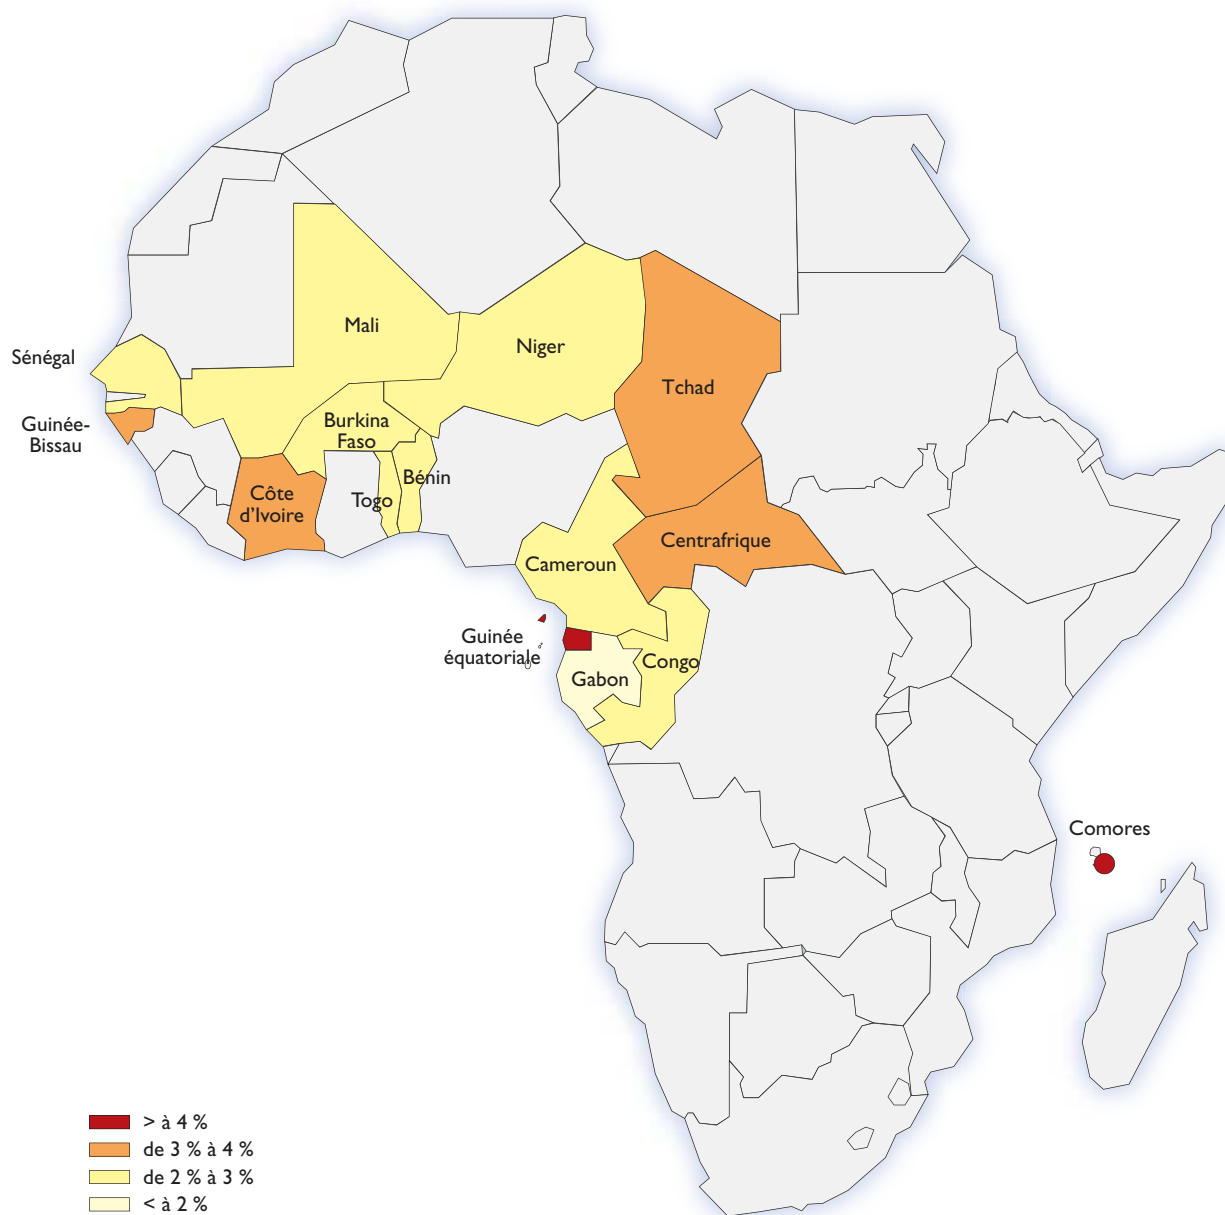 Mali
Niger
Sénégal
Tchad
Guinée-
Bissau
Burkina
Faso
Bénin
Togo
Côte
d'Ivoire
Centrafrique
Cameroun
Guinée
équatoriale
Congo
Gabon
Comores
> à 4 %
de 3 % à 4 %
de 2 % à 3 %
< à 2 %